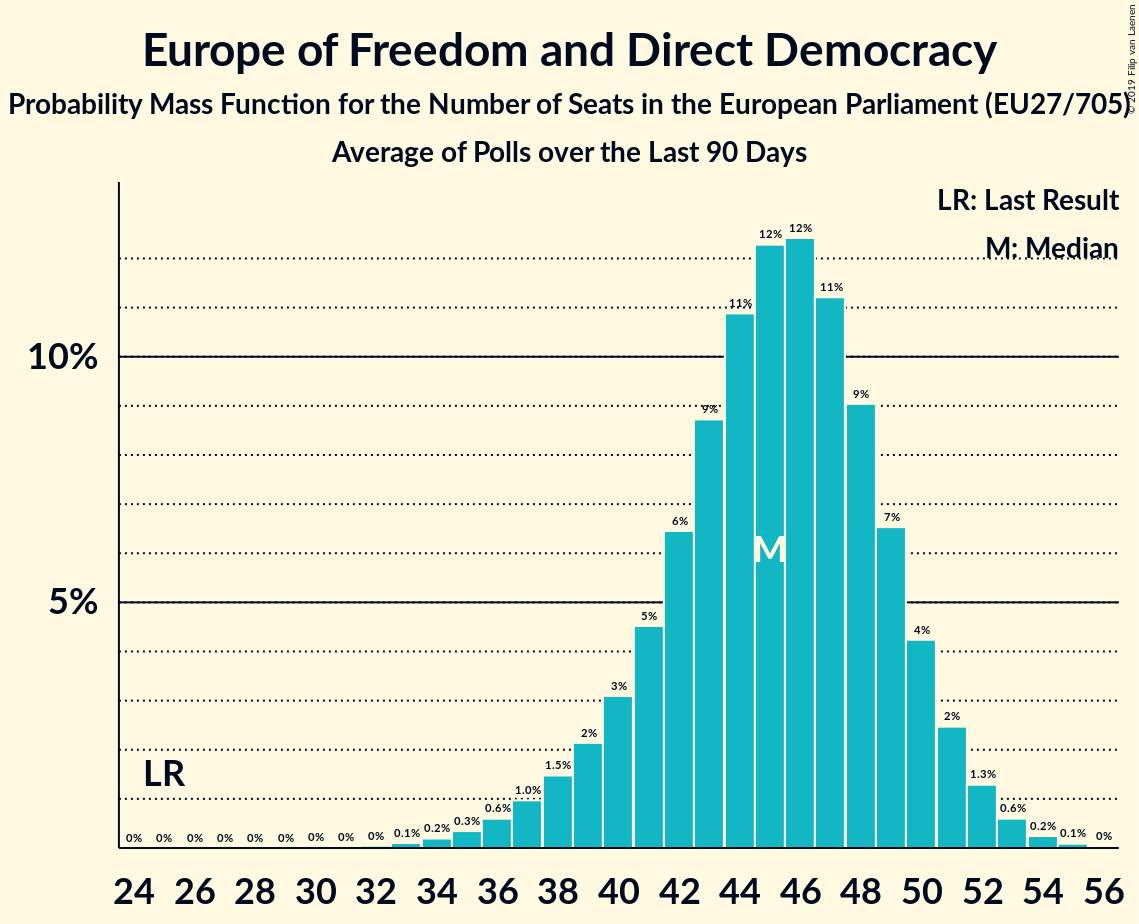 Europe of Freedom and Direct Democracy
Probability Mass Function for the Number of Seats in the European Parliament (EU27/705)
Average of Polls over the Last 90 Days
© 2019 Filip van Laenen
LR: Last Result
M: Median
10%
5%
0% 0% 0% 0% 0% 0% 0% 0% 0% 0.1% 0.2% 0.3% 0.6% 1.0% 1.5% 2% 3% 5% 6% 9% 11% 12% 12% 11% 9% 7% 4% 2% 1.3% 0.6% 0.2% 0.1% 0%
M
LR
24 26 28 30 32 34 36 38 40 42 44 46 48 50 52 54 56